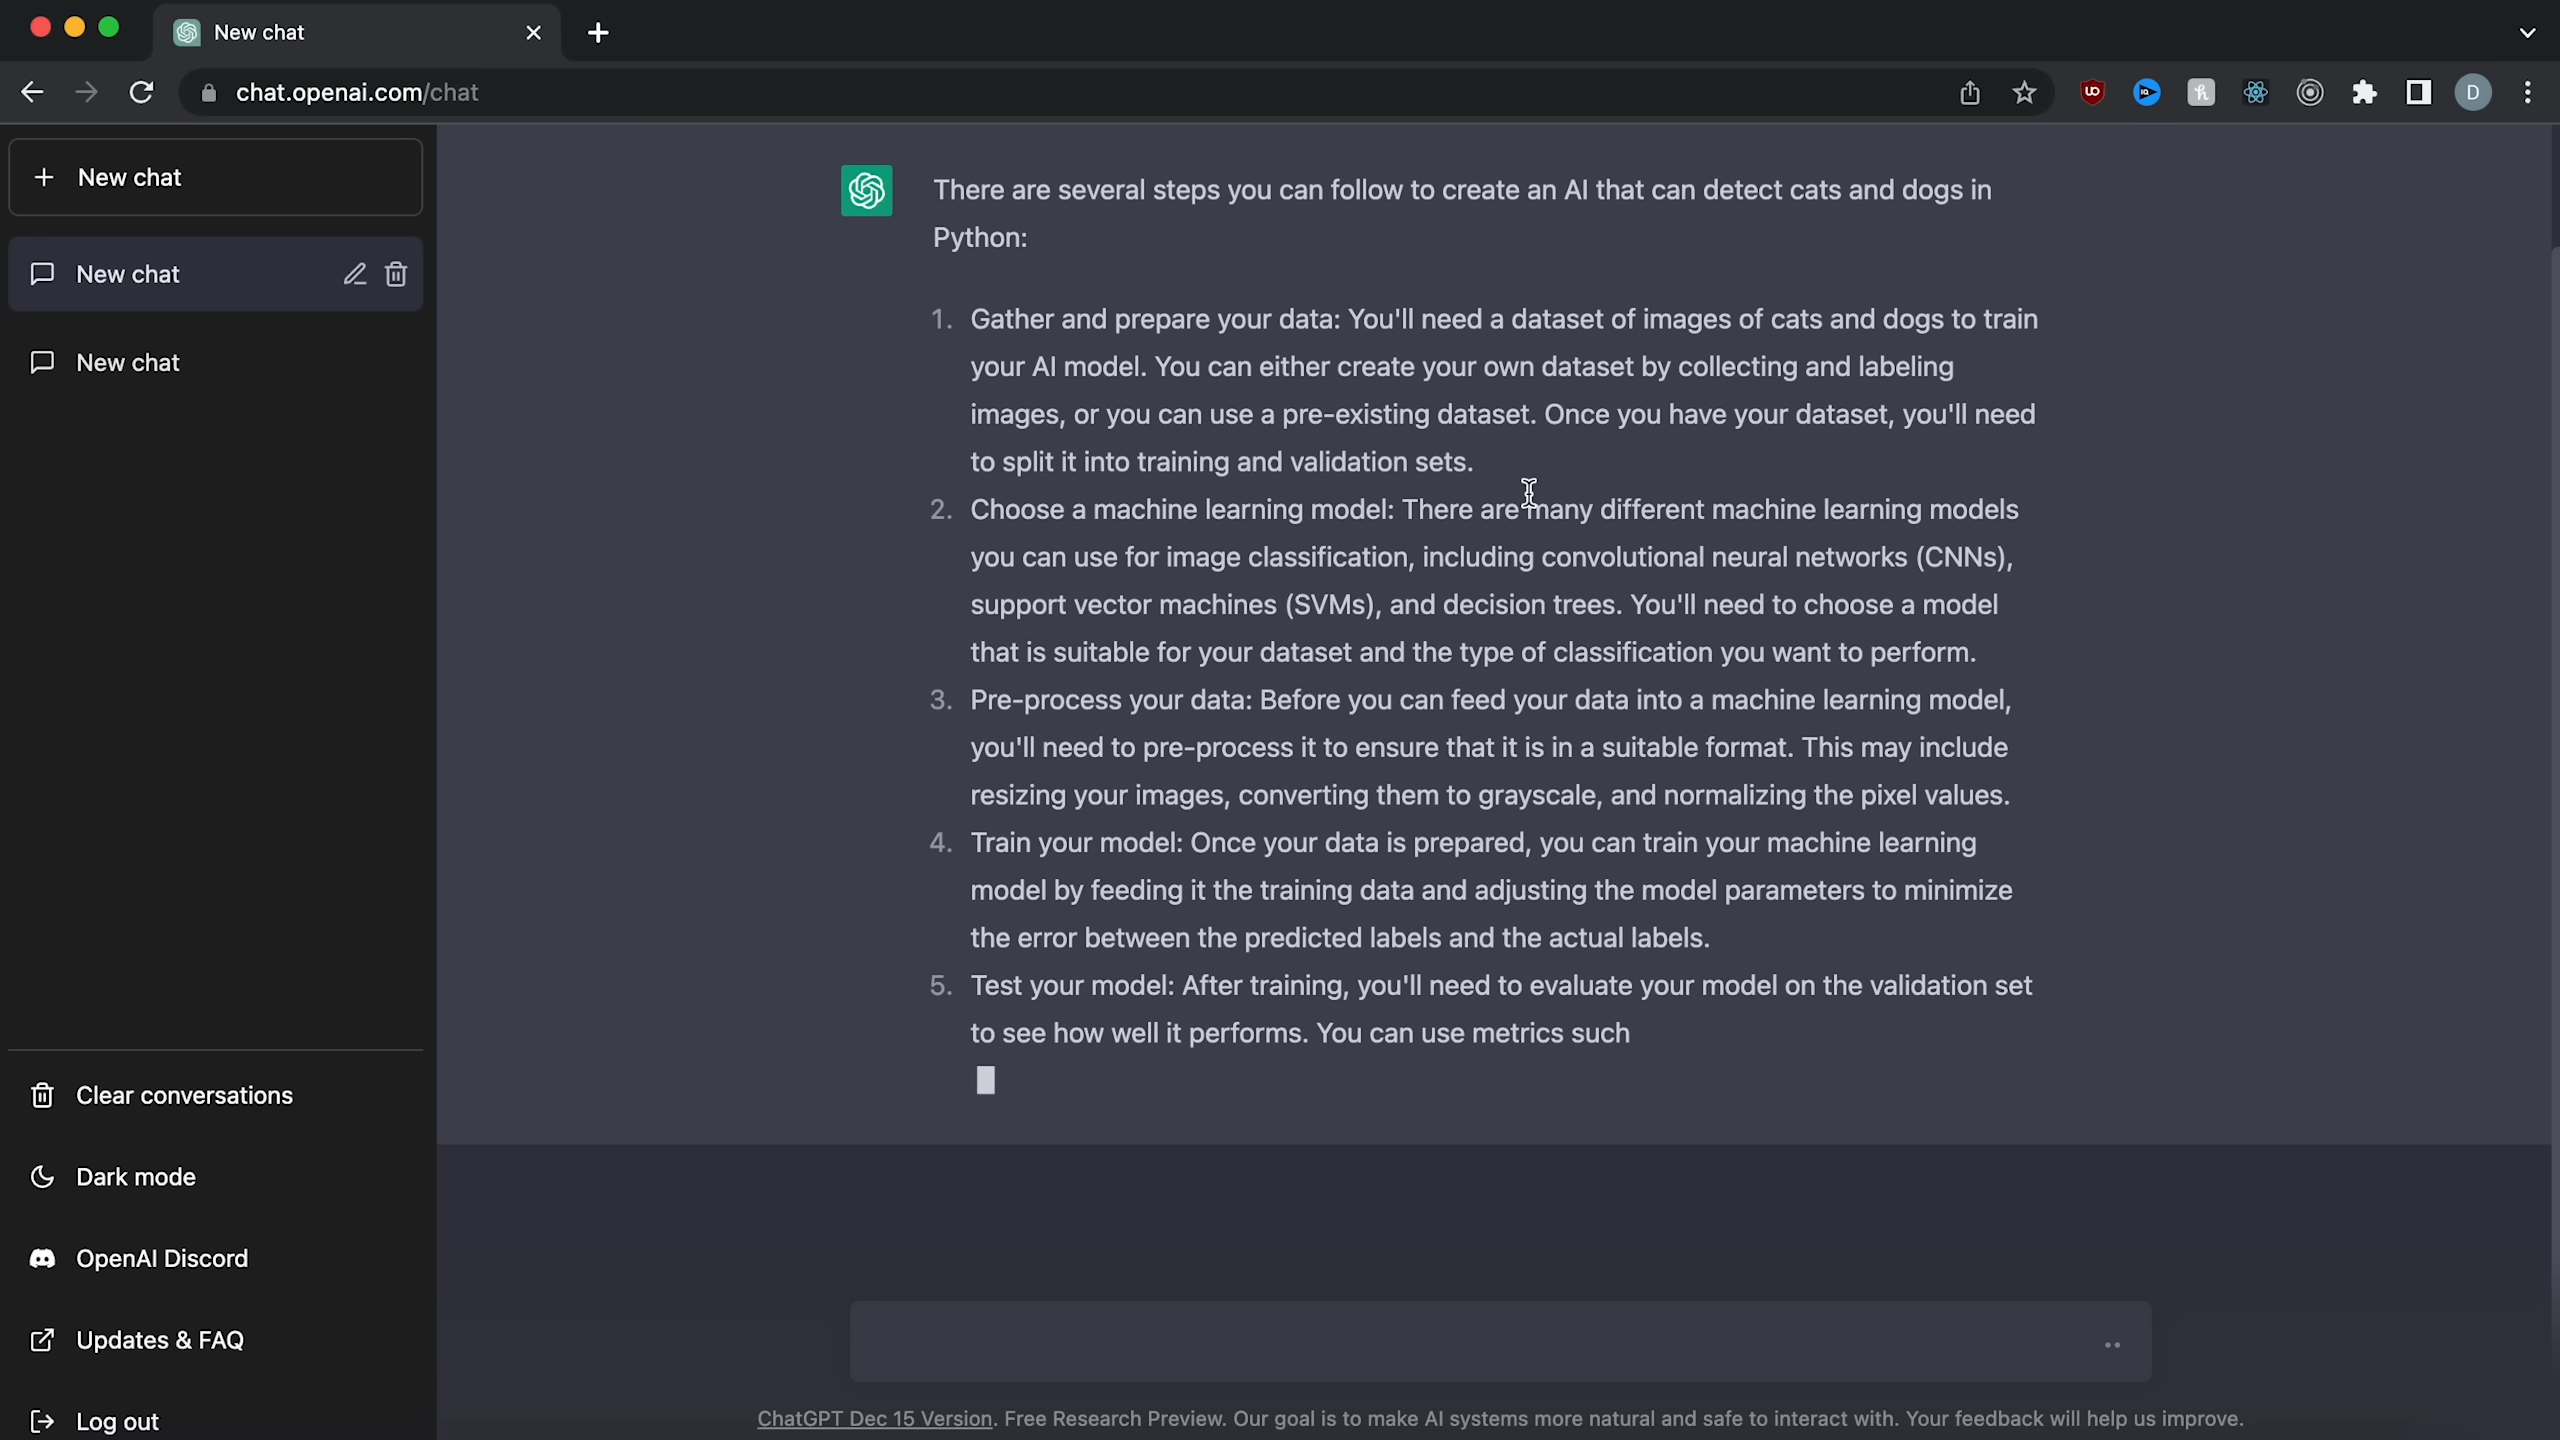 New chat
chat.openai.com/chat
D
New chat
New chat
New chat
Clear conversations
Dark mode
OpenAI Discord
Updates & FAQ
Log out
There are several steps you can follow to create an AI that can detect cats and dogs in
Python:
1. Gather and prepare your data: You'll need a dataset of images of cats and dogs to train
your AI model. You can either create your own dataset by collecting and labeling
images, or you can use a pre-existing dataset. Once you have your dataset, you'll need
to split it into training and validation sets.
2. Choose a machine learning model: There are many different machine learning models
you can use for image classification, including convolutional neural networks (CNNs),
support vector machines (SVMs), and decision trees. You'll need to choose a model
that is suitable for your dataset and the type of classification you want to perform.
3. Pre-process your data: Before you can feed your data into a machine learning model,
you'll need to pre-process it to ensure that it is in a suitable format. This may include
resizing your images, converting them to grayscale, and normalizing the pixel values.
4. Train your model: Once your data is prepared, you can train your machine learning
model by feeding it the training data and adjusting the model parameters to minimize
the error between the predicted labels and the actual labels.
5. Test your model: After training, you'll need to evaluate your model on the validation set
to see how well it performs. You can use metrics such
ChatGPT Dec 15 Version. Free Research Preview. Our goal is to make AI systems more natural and safe to interact with. Your feedback will help us improve.